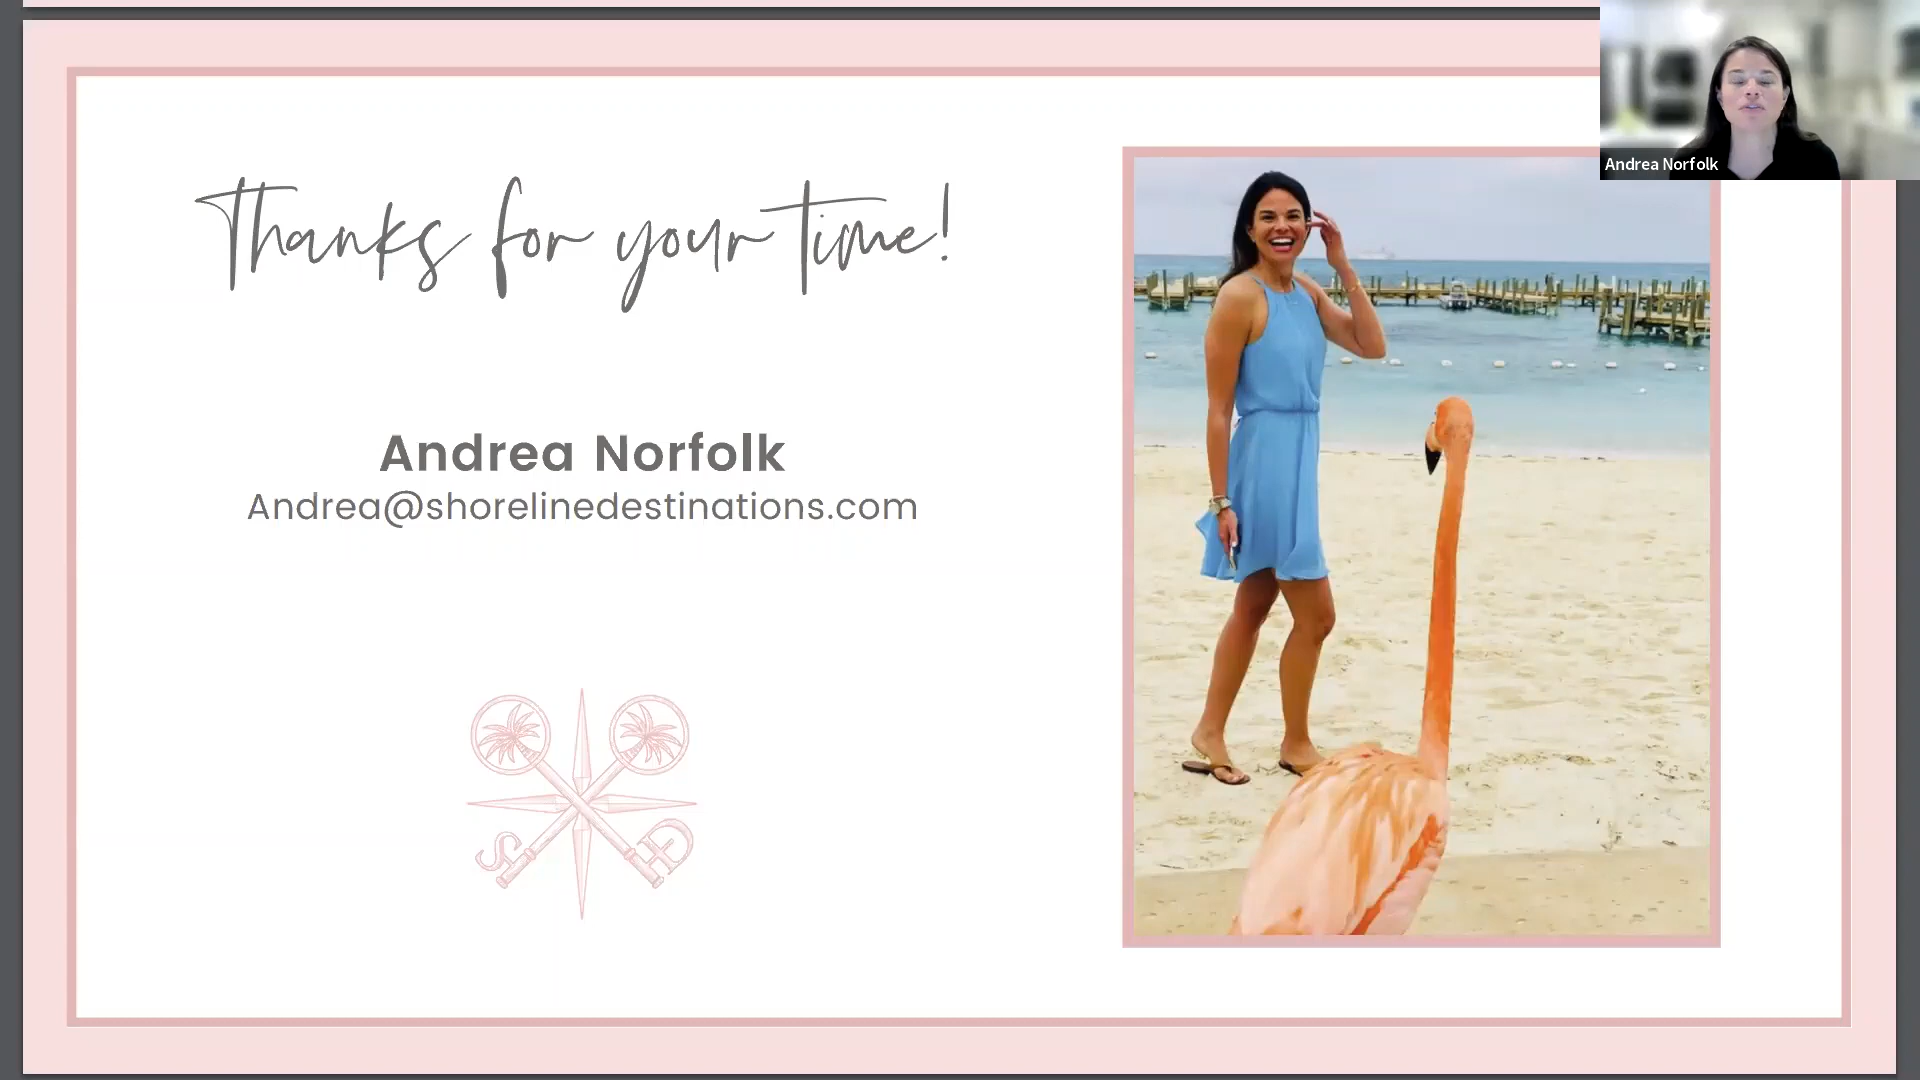 Andrea Norfolk
Thanks for your time!
Andrea Norfolk
Andrea@shorelinedestinations.com
S D